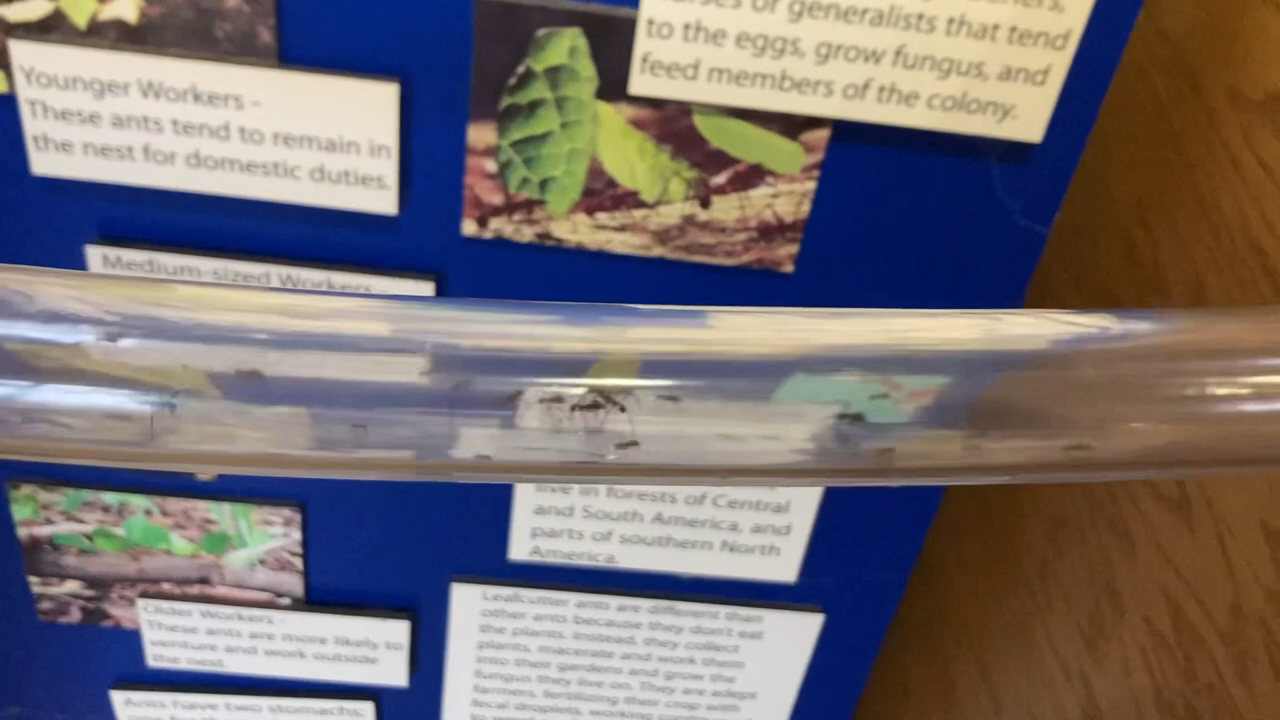 of generalists that tend
to the eggs, grow fungus, and
feed members of the colony.
Younger Workers -
These ants tend to remain in
the nest for domestic duties.
Medium-sized Workers -
live in forests of Central
and South America, and
parts of southern North
America.
Older Workers -
These ants are more likely to
venture and work outside
the nest.
Leafcutter ants are different than
other ants because they don't eat
the plants. Instead, they collect
plants, macerate and work them
into their gardens and grow the
fungus they live on. They are adept
farmers, fertilizing their crop with
fecal droplets, working
Ants have two stomachs,